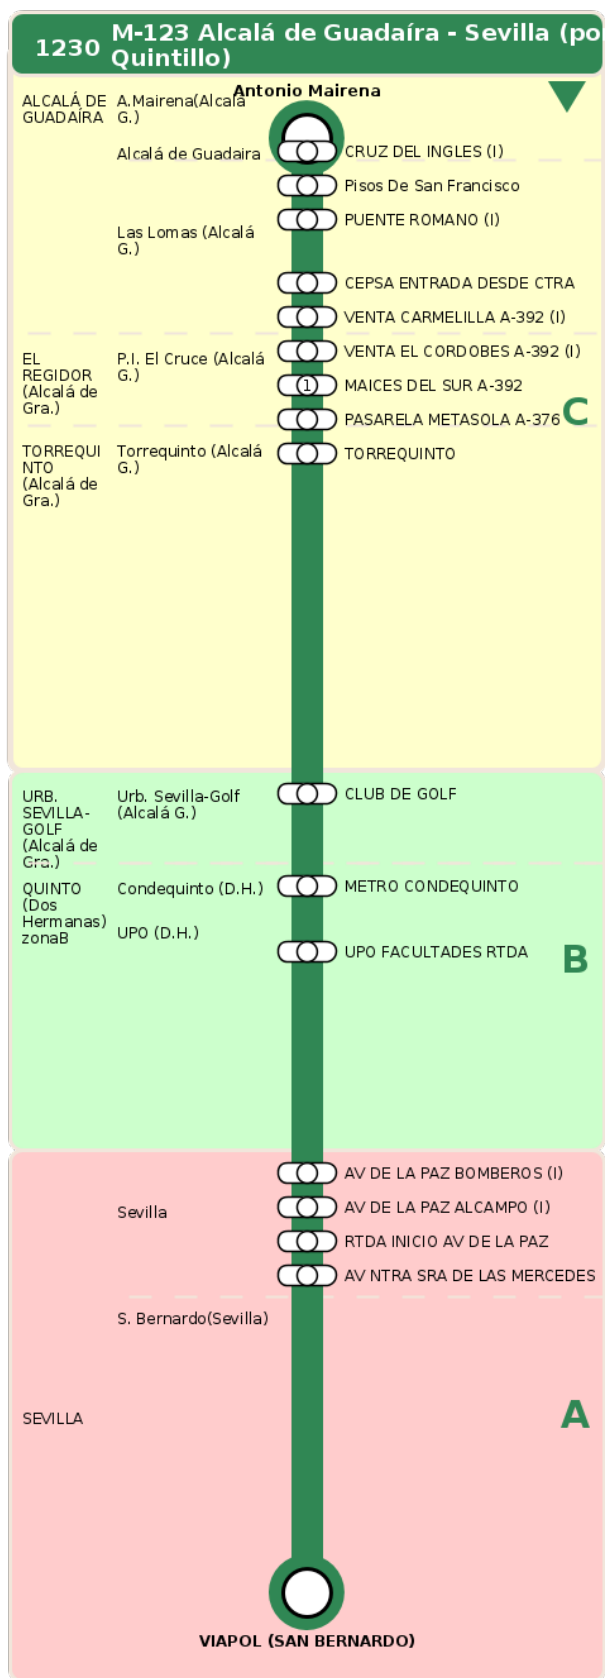 1230
M-123 Alcalá de Guadaíra - Sevilla (po
Quintillo)
Antonio Mairena
ALCALÁ DE
GUADAÍRA
A.Mairena(Alcalá
G.)
Alcalá de Guadaira
CRUZ DEL INGLES (I)
Pisos De San Francisco
PUENTE ROMANO (I)
Las Lomas (Alcalá
G.)
CEPSA ENTRADA DESDE CTRA
VENTA CARMELILLA A-392 (I)
EL
REGIDOR
(Alcalá de
Gra.)
P.I. El Cruce (Alcalá
G.)
VENTA EL CORDOBES A-392 (I)
1
MAICES DEL SUR A-392
PASARELA METASOLA A-376
C
TORREQUI
NTO
(Alcalá de
Gra.)
Torrequinto (Alcalá
G.)
TORREQUINTO
URB.
SEVILLA-
GOLF
(Alcalá de
Gra.)
Urb. Sevilla-Golf
(Alcalá G.)
CLUB DE GOLF
QUINTO
(Dos
Hermanas)
zonaB
Condequinto (D.H.)
METRO CONDEQUINTO
UPO (D.H.)
UPO FACULTADES RTDA
B
AV DE LA PAZ BOMBEROS (I)
Sevilla
AV DE LA PAZ ALCAMPO (I)
RTDA INICIO AV DE LA PAZ
AV NTRA SRA DE LAS MERCEDES
S. Bernardo(Sevilla)
SEVILLA
A
VIAPOL (SAN BERNARDO)